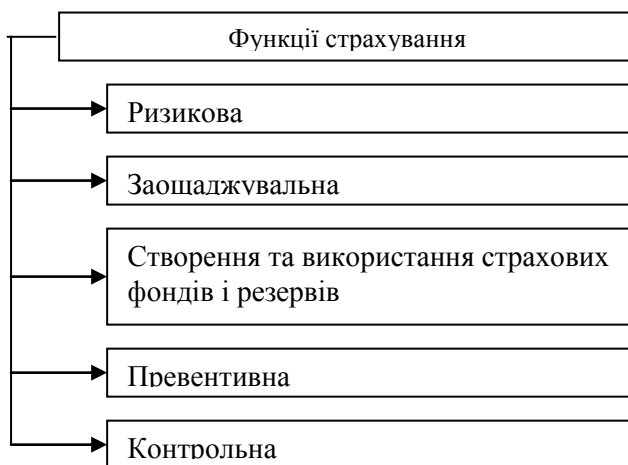 Функції страхування
Ризикова
Заощаджувальна
Створення та використання страхових
фондів і резервів
Превентивна
Контрольна